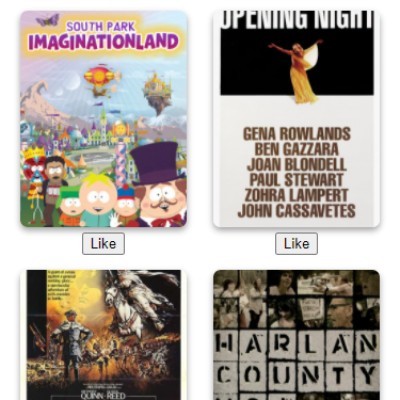 SOUTH PARK
IMAGINATIONLAND
OPENING NIGHT
GENA ROWLANDS
BEN GAZZARA
JOAN BLONDELL
PAUL STEWART
ZOHRA LAMPERT
JOHN CASSAVETES
Like
Like
QUINN·REED
HARLAN
COUNTY